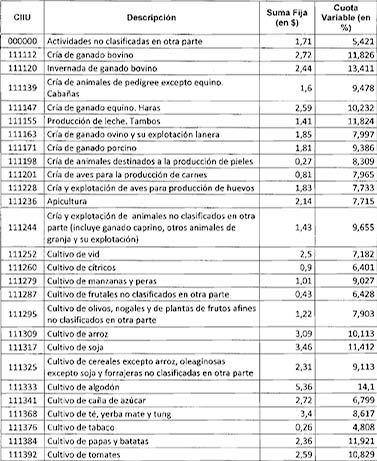 CIIU Descripción Suma Fija (en $) Cuota Variable (en %)
000000 Actividades no clasificadas en otra parte 1,71 5,421
111112 Cría de ganado bovino 2,72 11,826
111120 Invernada de ganado bovino 2,44 13,411
111139 Cría de animales de pedigree excepto equino. Cabañas 1,6 9,478
111147 Cría de ganado equino. Haras 2,59 10,232
111155 Producción de leche. Tambos 1,41 11,824
111163 Cría de ganado ovino y su explotación lanera 1,85 7,997
111171 Cría de ganado porcino 1,81 9,386
111198 Cría de animales destinados a la producción de pieles 0,27 8,309
111201 Cría de aves para la producción de carnes 0,81 7,965
111228 Cría y explotación de aves para producción de huevos 1,83 7,733
111236 Apicultura 2,14 7,715
111244 Cría y explotación de animales no clasificados en otra parte (incluye ganado caprino, otros animales de granja y su explotación) 1,43 9,655
111252 Cultivo de vid 2,5 7,182
111260 Cultivo de cítricos 0,9 6,401
111279 Cultivo de manzanas y peras 1,01 9,027
111287 Cultivo de frutales no clasificados en otra parte 0,43 6,428
111295 Cultivo de olivos, nogales y de plantas de frutos afines no clasificados en otra parte 1,22 7,903
111309 Cultivo de arroz 3,09 10,113
111317 Cultivo de soja 3,46 11,412
111325 Cultivo de cereales excepto arroz, oleaginosas excepto soja y forrajeras no clasificadas en otra parte 2,31 9,113
111333 Cultivo de algodón 5,36 14,1
111341 Cultivo de caña de azúcar 2,72 6,799
111368 Cultivo de té, yerba mate y tung 3,4 8,617
111376 Cultivo de tabaco 0,26 4,808
111384 Cultivo de papas y batatas 2,36 11,921
111392 Cultivo de tomates 2,59 10,829